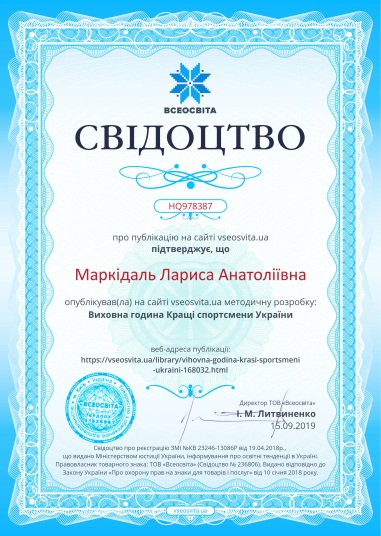 ВСЕОСВІТА
СВІДОЦТВО
HQ978387
про публікацію на сайті vseosvita.ua
підтверджує, що
Маркідаль Лариса Анатоліївна
опублікував(ла) на сайті vseosvita.ua методичну розробку:
Виховна година Кращі спортсмени України
веб-адреса публікації:
https://vseosvita.ua/library/vihovna-godina-krasi-sportsmeni
-ukraini-168032.html
ВСЕОСВІТА
Директор ТОВ «Всеосвіта»
І. М. Литвиненко
15.09.2019
Свідоцтво про реєстрацію ЗМІ №КВ 23246-13086Р від 19.04.2018р.,
що видано Міністерством юстиції України, інформування про освітні тенденції в Україні.
Правовласник товарного знака: ТОВ «Всеосвіта» (Свідоцтво № 236806). Видано відповідно до
Закону України «Про охорону прав на знаки для товарів і послуг» від 10 січня 2018 року.
vseosvita.ua